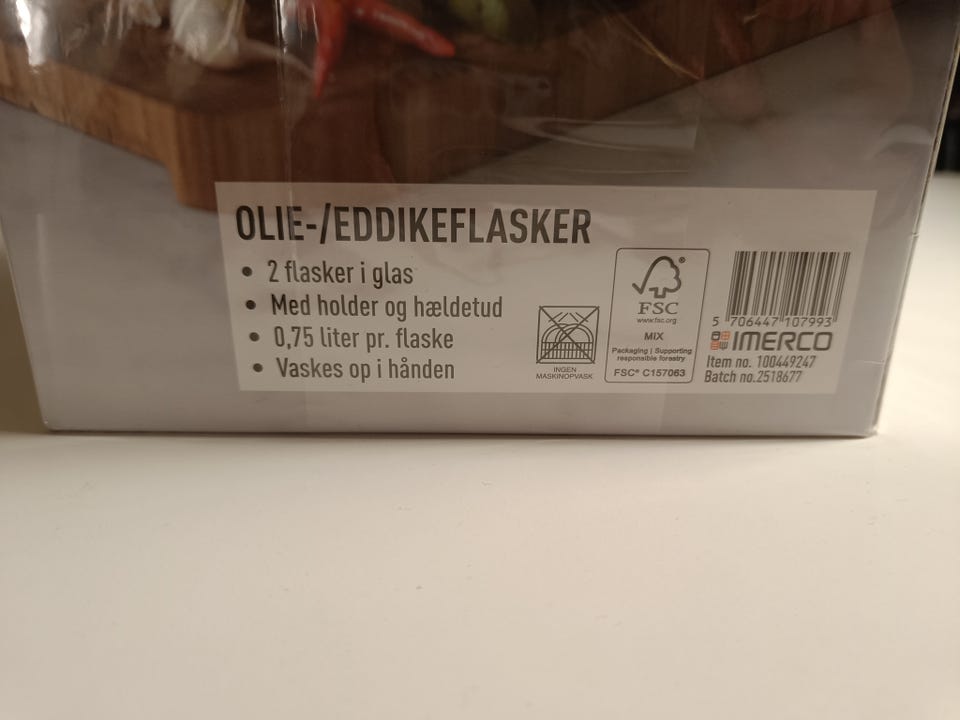 OLIE-/EDDIKEFLASKER
• 2 flasker i glas
• Med holder og hældetud
• 0,75 liter pr. flaske
• Vaskes op i hånden
INGEN
MASKINOPVASK
FSC®
www.fsc.org
MIX
Packaging | Supporting
responsible forestry
FSC® C157063
5 706447 107993
IMERCO
Item no. 100449247
Batch no.2518677